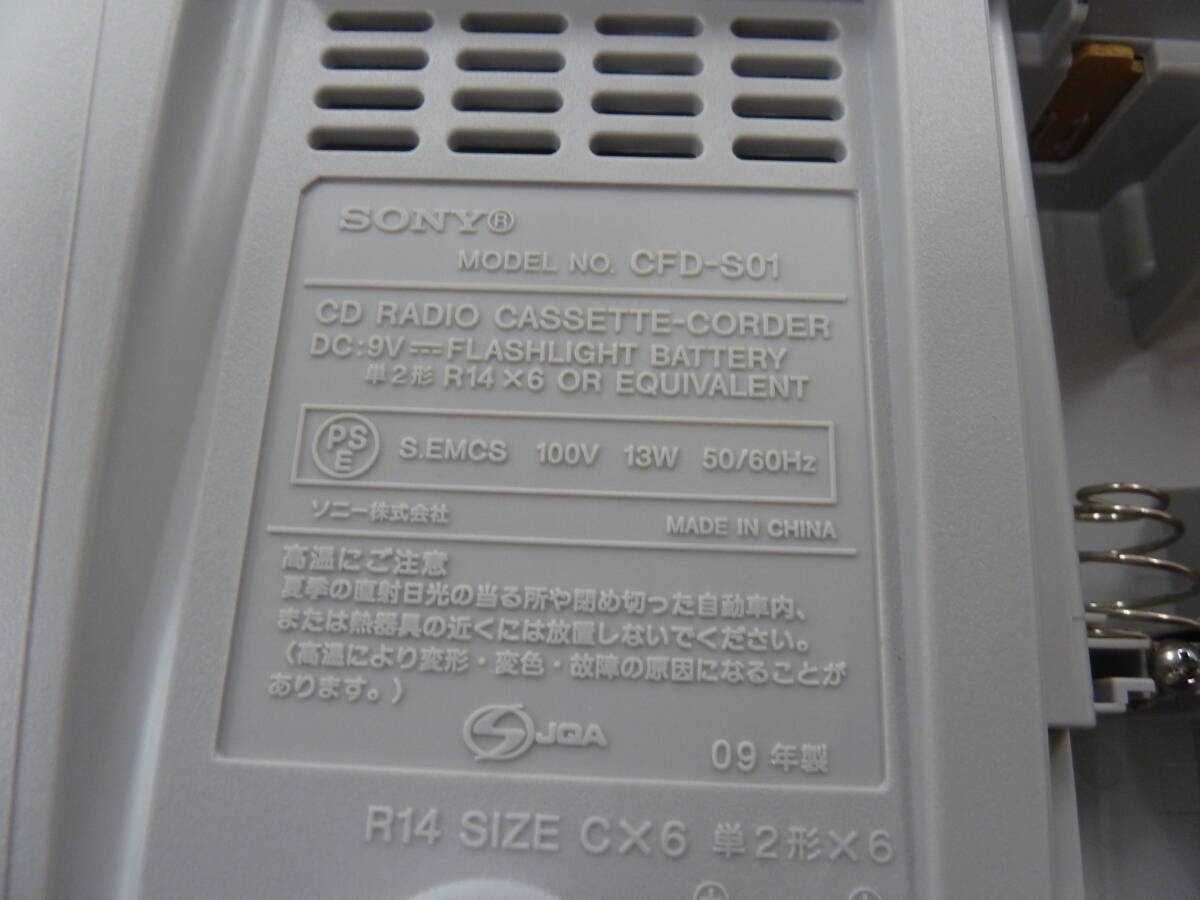 SONY®
MODEL NO. CFD-S01
CD RADIO CASSETTE-CORDER
DC:9V⎓FLASHLIGHT BATTERY
単2形 R14×6 OR EQUIVALENT
PSE S.EMCS 100V 13W 50/60Hz
ソニー株式会社 MADE IN CHINA
高温にご注意
夏季の直射日光の当る所や閉め切った自動車内、
または熱器具の近くには放置しないでください。
(高温により変形・変色・故障の原因になることが
あります。)
JQA 09年製
R14 SIZE C×6 単2形×6